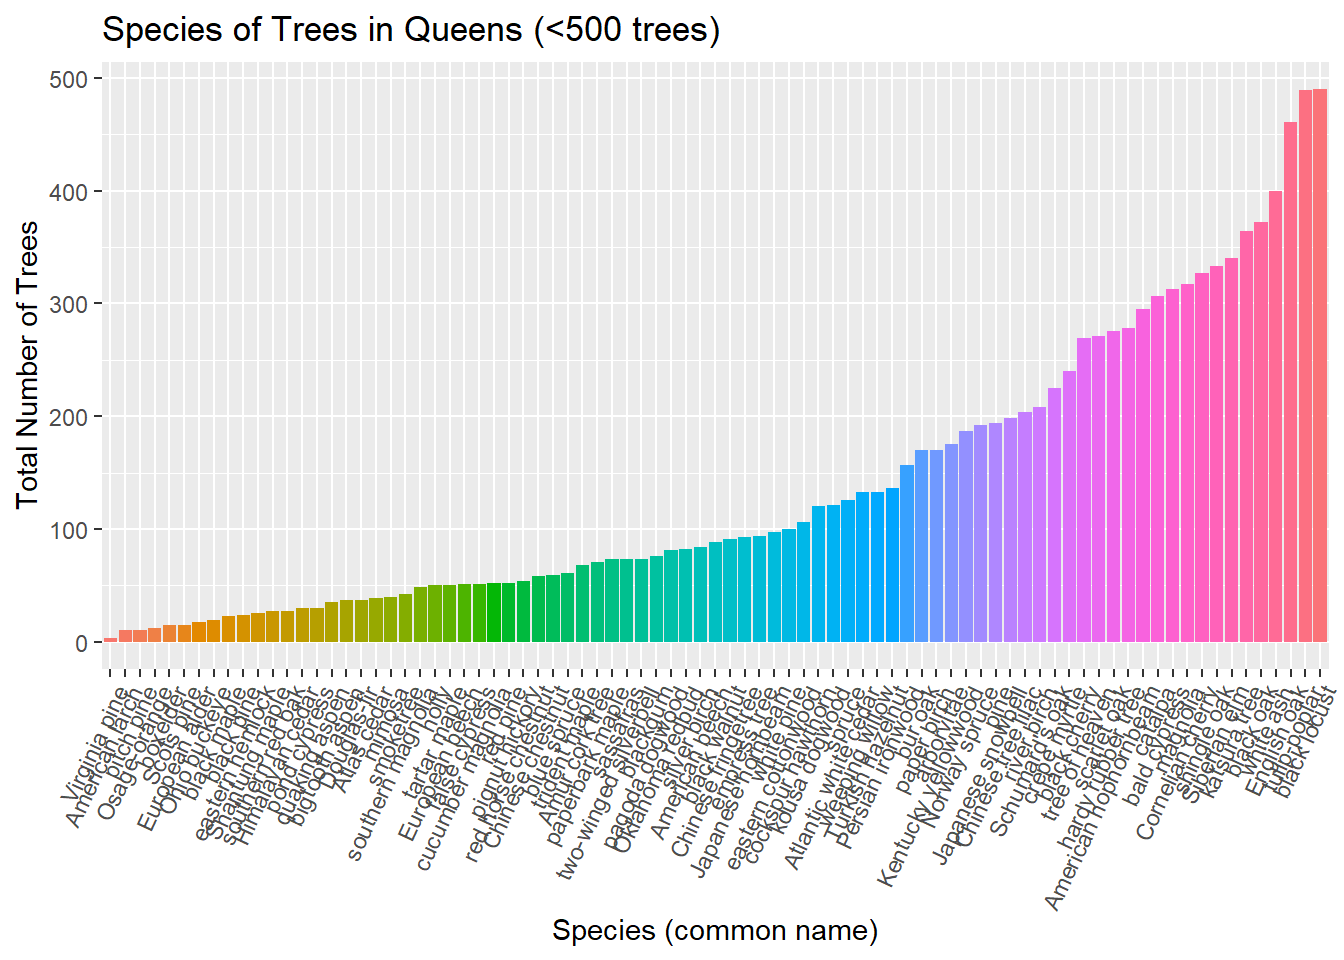 Species of Trees in Queens (<500 trees)
Total Number of Trees
500
400
300
200
100
0
Virginia pine
American larch
pitch pine
Osage-orange
boxelder
Scots pine
European alder
Ohio buckeye
black maple
black pine
eastern hemlock
Shantung maple
southern red oak
Himalayan cedar
pond cypress
quaking aspen
bigtooth aspen
Douglas-fir
Atlas cedar
mimosa
smoketree
southern magnolia
holly
tartar maple
European beech
false cypress
cucumber magnolia
red pine
pignut hickory
red horse chestnut
Chinese chestnut
blue spruce
trident maple
Amur cork tree
paperbark maple
sassafras
two-winged silverbell
blackgum
pagoda dogwood
Oklahoma redbud
silver birch
American beech
black walnut
Chinese fringetree
empress tree
Japanese hornbeam
white pine
eastern cottonwood
cockspur hawthorn
kousa dogwood
spruce
Atlantic white cedar
weeping willow
Turkish hazelnut
Persian ironwood
bur oak
paper birch
arborvitae
Kentucky yellowwood
Norway spruce
pine
Japanese snowbell
Chinese tree lilac
river birch
Schumard's oak
crepe myrtle
black cherry
tree of heaven
scarlet oak
hardy rubber tree
American hophornbeam
catalpa
bald cypress
magnolia
Cornelian cherry
shingle oak
Siberian elm
katsura tree
black oak
white ash
English oak
tulip-poplar
black locust
Species (common name)